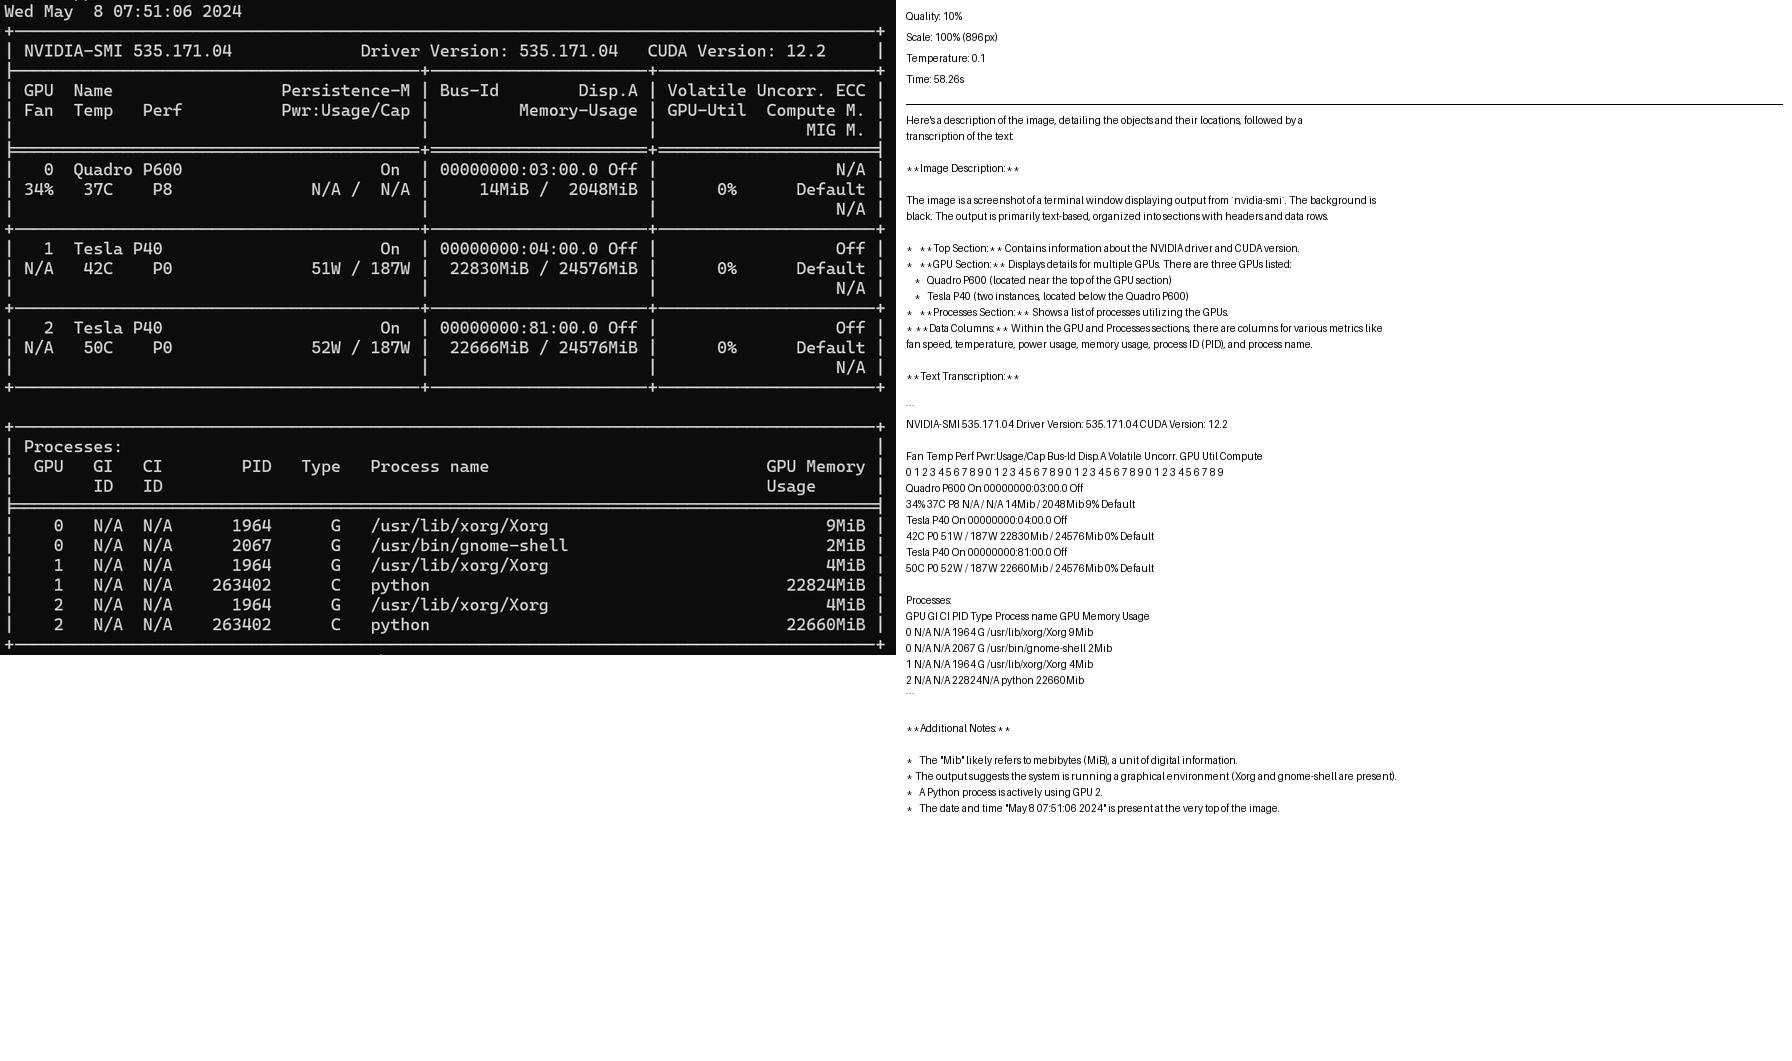 Wed May  8 07:51:06 2024
NVIDIA-SMI 535.171.04 Driver Version: 535.171.04 CUDA Version: 12.2
GPU Name Persistence-M | Bus-Id Disp.A | Volatile Uncorr. ECC
Fan Temp Perf Pwr:Usage/Cap | Memory-Usage | GPU-Util Compute M.
MIG M.
0 Quadro P600 On | 00000000:03:00.0 Off | N/A
34% 37C P8 N/A / N/A | 14MiB / 2048MiB | 0% Default
N/A
1 Tesla P40 On | 00000000:04:00.0 Off | Off
N/A 42C P0 51W / 187W | 22830MiB / 24576MiB | 0% Default
N/A
2 Tesla P40 On | 00000000:81:00.0 Off | Off
N/A 50C P0 52W / 187W | 22666MiB / 24576MiB | 0% Default
N/A
Processes:
GPU GI CI PID Type Process name GPU Memory
ID ID Usage
0 N/A N/A 1964 G /usr/lib/xorg/Xorg 9MiB
0 N/A N/A 2067 G /usr/bin/gnome-shell 2MiB
1 N/A N/A 1964 G /usr/lib/xorg/Xorg 4MiB
1 N/A N/A 263402 C python 22824MiB
2 N/A N/A 1964 G /usr/lib/xorg/Xorg 4MiB
2 N/A N/A 263402 C python 22660MiB
Quality: 10%
Scale: 100% (896px)
Temperature: 0.1
Time: 58.26s
Here's a description of the image, detailing the objects and their locations, followed by a
transcription of the text:
**Image Description:**
The image is a screenshot of a terminal window displaying output from `nvidia-smi`. The background is
black. The output is primarily text-based, organized into sections with headers and data rows.
* **Top Section:** Contains information about the NVIDIA driver and CUDA version.
* **GPU Section:** Displays details for multiple GPUs. There are three GPUs listed:
* Quadro P600 (located near the top of the GPU section)
* Tesla P40 (two instances, located below the Quadro P600)
* **Processes Section:** Shows a list of processes utilizing the GPUs.
* **Data Columns:** Within the GPU and Processes sections, there are columns for various metrics like
fan speed, temperature, power usage, memory usage, process ID (PID), and process name.
**Text Transcription:**
```
NVIDIA-SMI 535.171.04 Driver Version: 535.171.04 CUDA Version: 12.2
Fan Temp Perf Pwr:Usage/Cap Bus-Id Disp.A Volatile Uncorr. GPU Util Compute
0 1 2 3 4 5 6 7 8 9 0 1 2 3 4 5 6 7 8 9 0 1 2 3 4 5 6 7 8 9 0 1 2 3 4 5 6 7 8 9
Quadro P600 On 00000000:03:00.0 Off
34% 37C P8 N/A / N/A 14Mib / 2048Mib 9% Default
Tesla P40 On 00000000:04:00.0 Off
42C P0 51W / 187W 22830Mib / 24576Mib 0% Default
Tesla P40 On 00000000:81:00.0 Off
50C P0 52W / 187W 22660Mib / 24576Mib 0% Default
Processes:
GPU GI CI PID Type Process name GPU Memory Usage
0 N/A N/A 1964 G /usr/lib/xorg/Xorg 9Mib
0 N/A N/A 2067 G /usr/bin/gnome-shell 2Mib
1 N/A N/A 1964 G /usr/lib/xorg/Xorg 4Mib
2 N/A N/A 22824 N/A python 22660Mib
```
**Additional Notes:**
* The "Mib" likely refers to mebibytes (MiB), a unit of digital information.
* The output suggests the system is running a graphical environment (Xorg and gnome-shell are present).
* A Python process is actively using GPU 2.
* The date and time "May 8 07:51:06 2024" is present at the very top of the image.